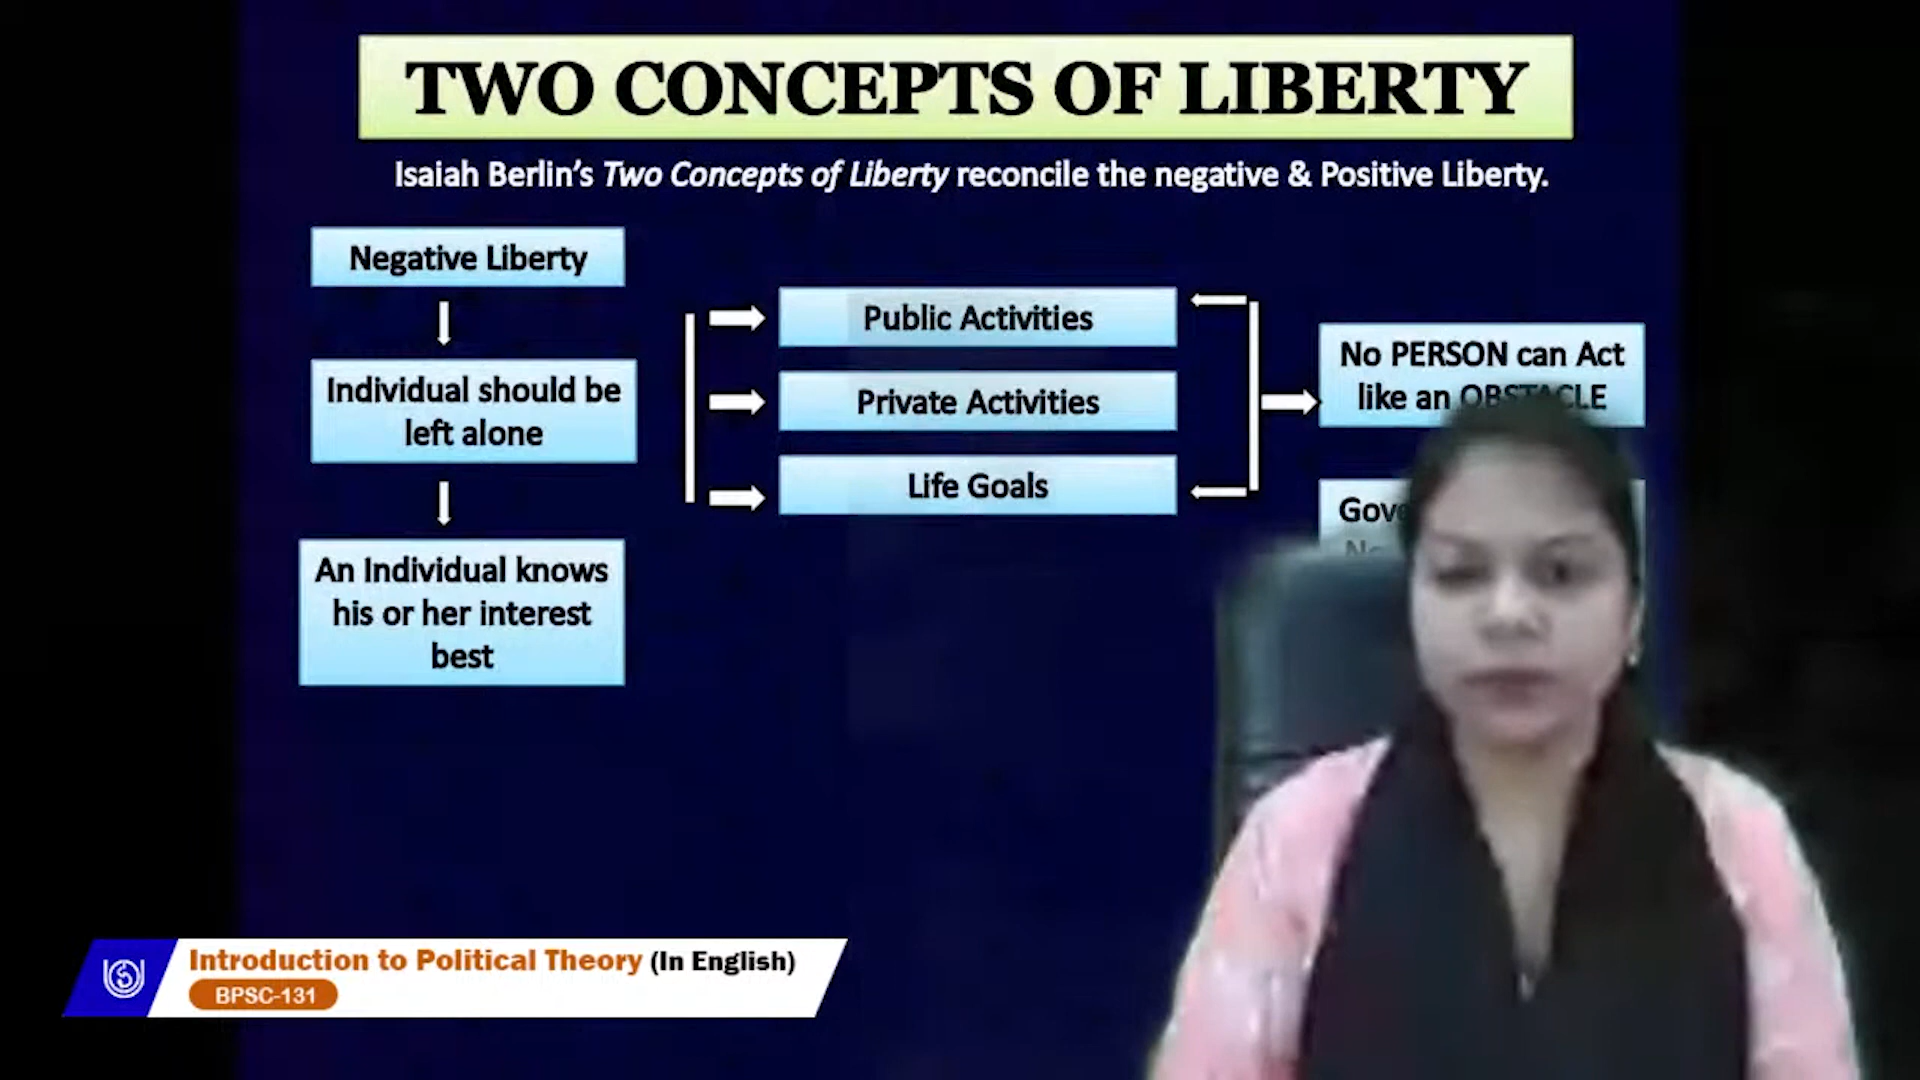 TWO CONCEPTS OF LIBERTY
Isaiah Berlin's Two Concepts of Liberty reconcile the negative & Positive Liberty.
Negative Liberty
Individual should be
left alone
An Individual knows
his or her interest
best
Public Activities
Private Activities
Life Goals
No PERSON can Act
like an OBSTACLE
Introduction to Political Theory (In English)
BPSC-131